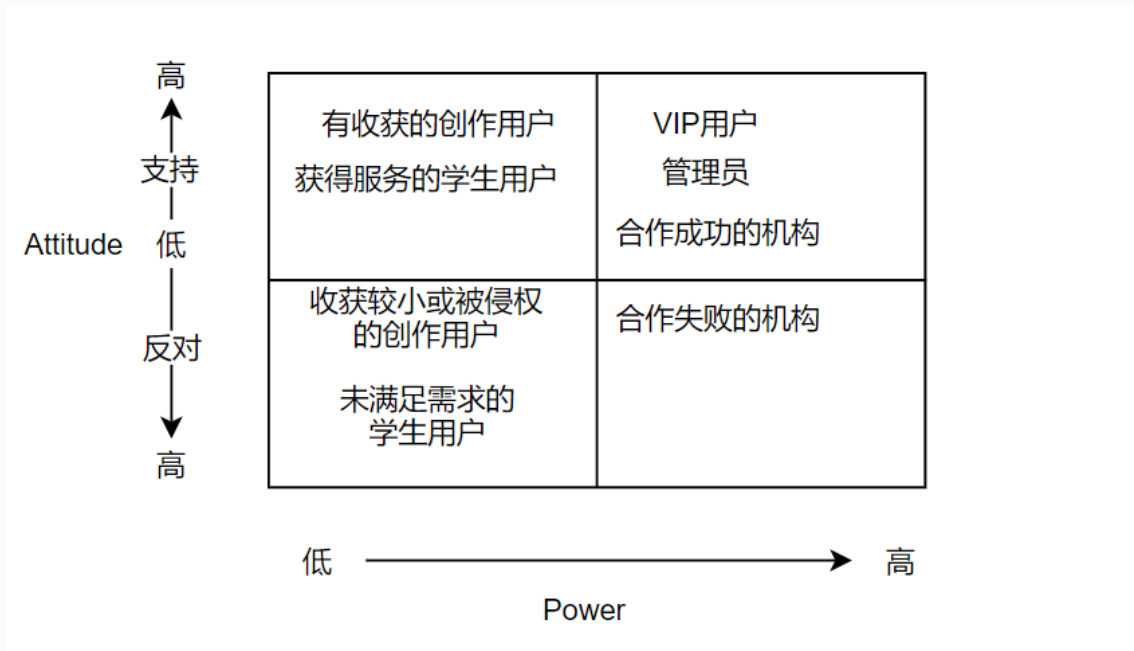 高
支持
Attitude
低
反对
高
有收获的创作用户
获得服务的学生用户
VIP用户
管理员
合作成功的机构
收获较小或被侵权
的创作用户
未满足需求的
学生用户
合作失败的机构
低
高
Power